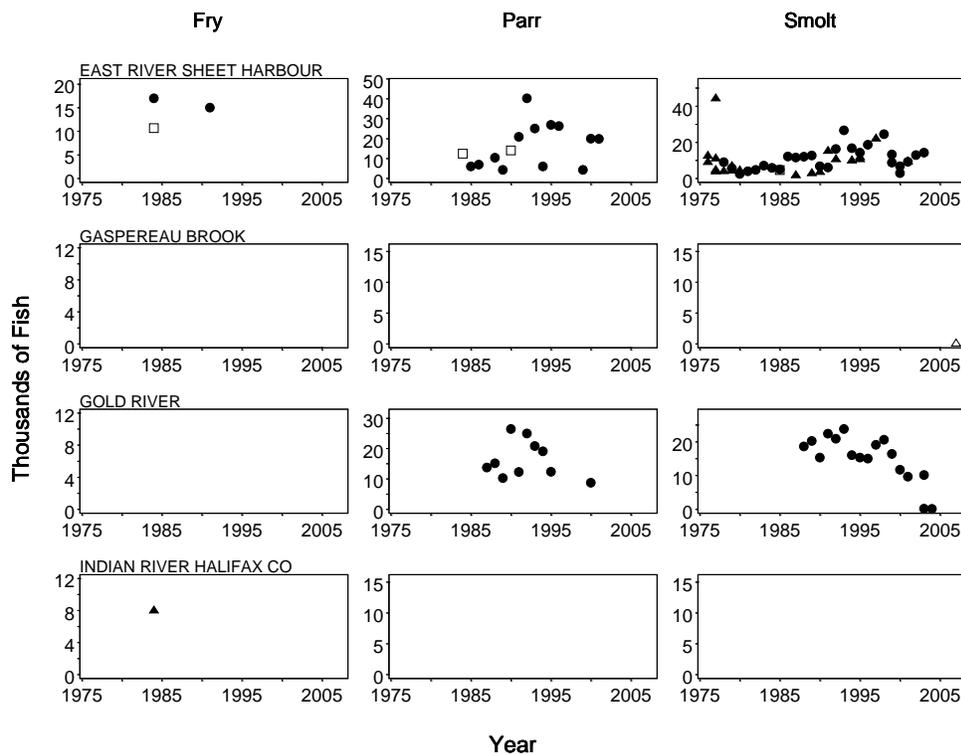 Fry Parr Smolt
EAST RIVER SHEET HARBOUR
20 50
15 40 40
10 30
5 20 20
0 10 0
0
1975 1985 1995 2005 1975 1985 1995 2005 1975 1985 1995 2005
GASPEREAU BROOK
12 15 15
8 10 10
4 5 5
0 0 0
1975 1985 1995 2005 1975 1985 1995 2005 1975 1985 1995 2005
GOLD RIVER
12 30
8 20 20
4 10 10
0 0 0
1975 1985 1995 2005 1975 1985 1995 2005 1975 1985 1995 2005
INDIAN RIVER HALIFAX CO
12 15 15
8 10 10
4 5 5
0 0 0
1975 1985 1995 2005 1975 1985 1995 2005 1975 1985 1995 2005
Thousands of Fish
Year